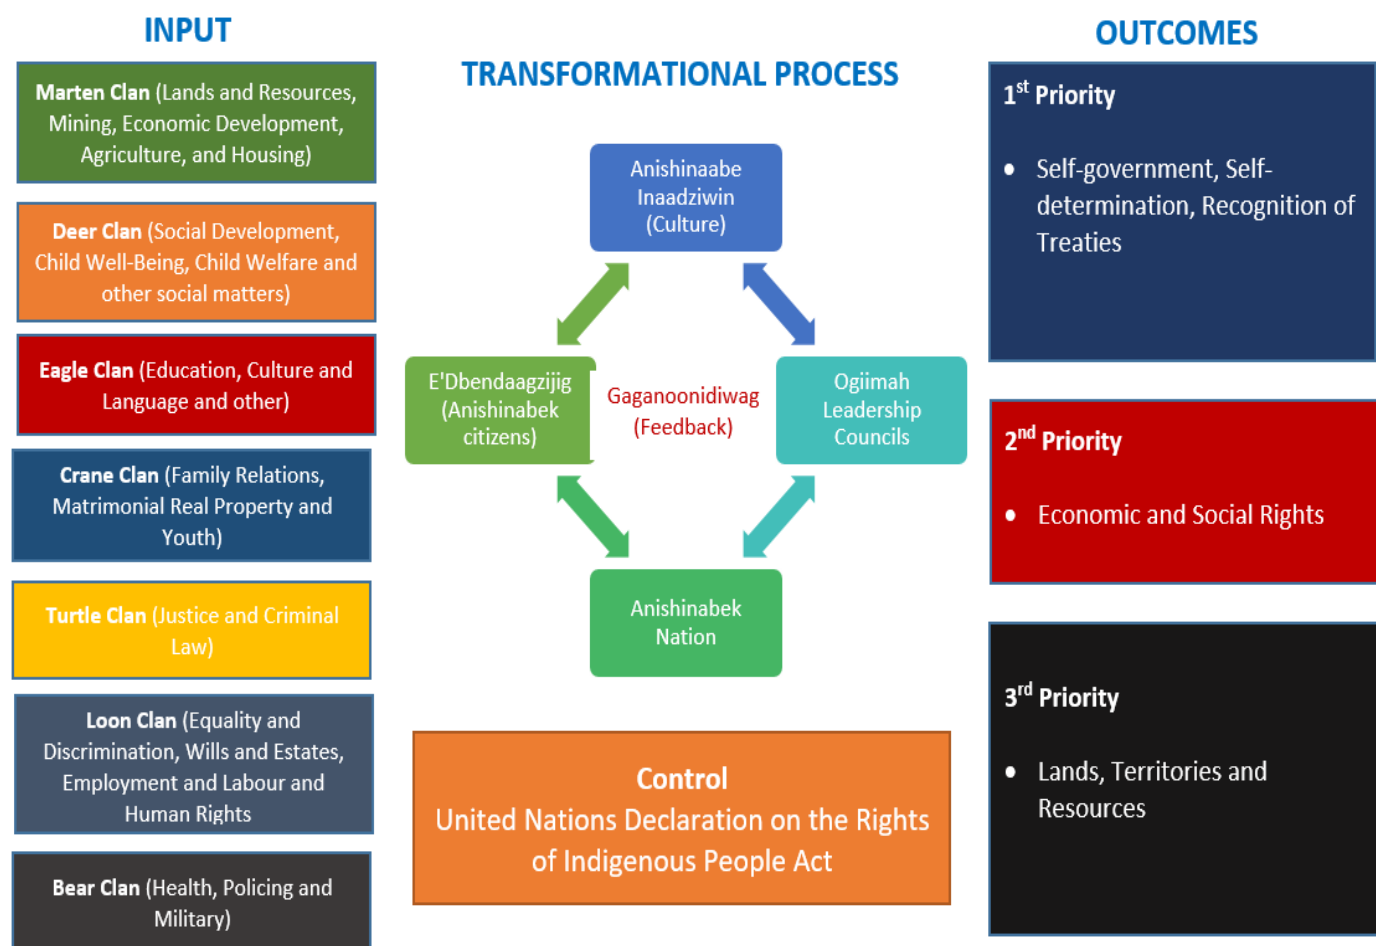 INPUT
Marten Clan (Lands and Resources,
Mining, Economic Development,
Agriculture, and Housing)
Deer Clan (Social Development,
Child Well-Being, Child Welfare and
other social matters)
Eagle Clan (Education, Culture and
Language and other)
Crane Clan (Family Relations,
Matrimonial Real Property and
Youth)
Turtle Clan (Justice and Criminal
Law)
Loon Clan (Equality and
Discrimination, Wills and Estates,
Employment and Labour and
Human Rights
Bear Clan (Health, Policing and
Military)
TRANSFORMATIONAL PROCESS
Anishinaabe
Inaadziwin
(Culture)
E'Dbendaagzijig
(Anishinabek
citizens)
Gaganoonidiwag
(Feedback)
Ogiimah
Leadership
Councils
Anishinabek
Nation
Control
United Nations Declaration on the Rights
of Indigenous People Act
OUTCOMES
1st Priority
• Self-government, Self-
determination, Recognition of
Treaties
2nd Priority
• Economic and Social Rights
3rd Priority
• Lands, Territories and
Resources